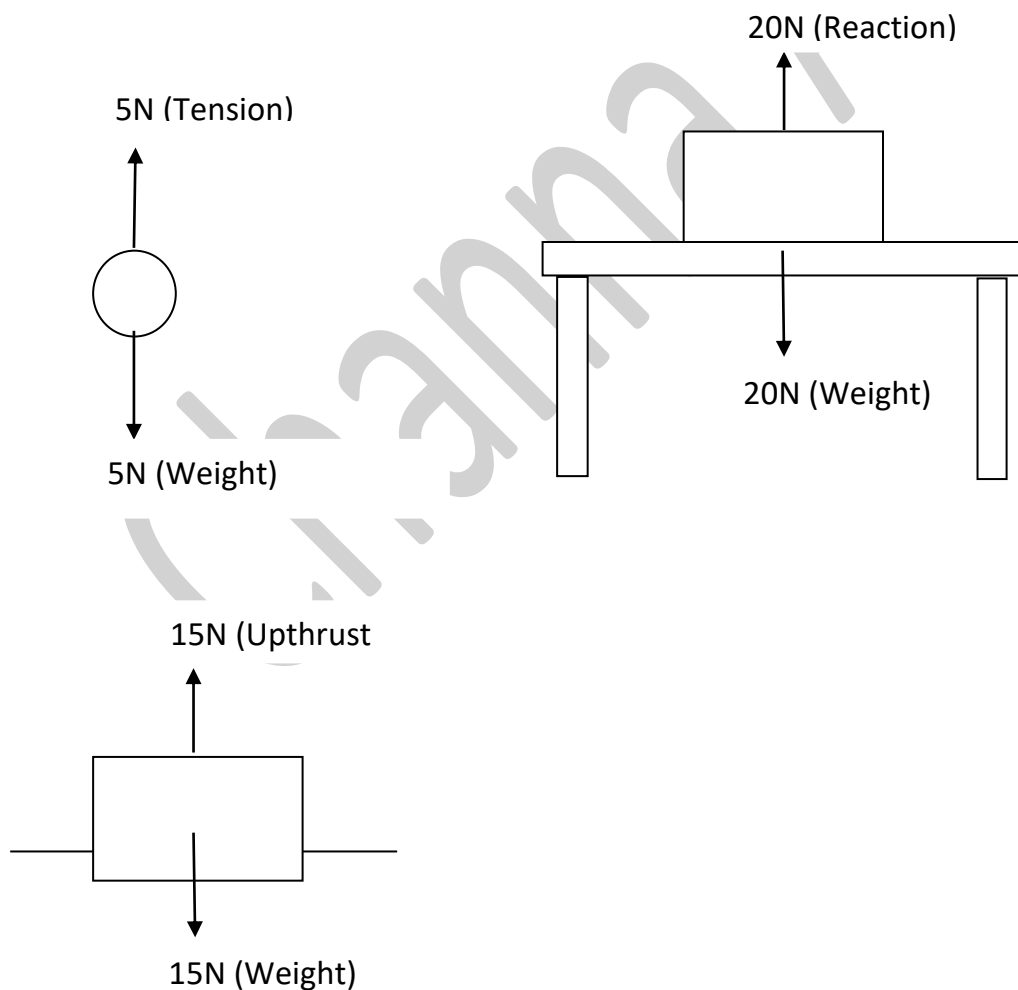 20N (Reaction)
5N (Tension)
20N (Weight)
5N (Weight)
15N (Upthrust
15N (Weight)